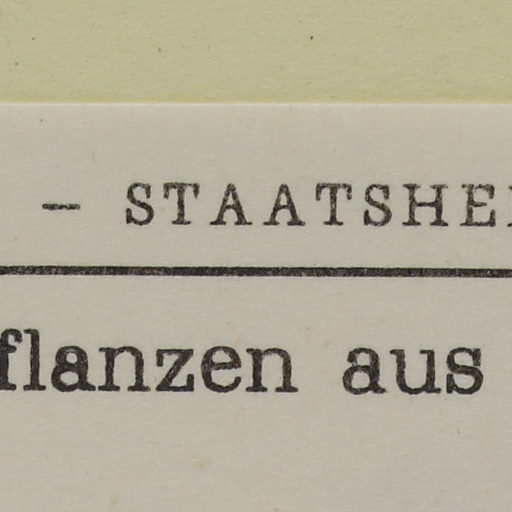 – STAATSHE
flanzen aus